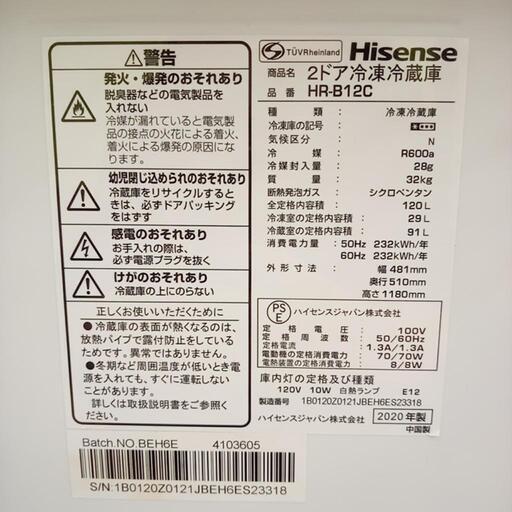 警告
発火・爆発のおそれあり
脱臭器などの電気製品を
入れない
冷媒が漏れていると電気製
品の接点の火花による着火、
着火による発火の原因にな
ります。
幼児閉じ込められのおそれあり
冷蔵庫をリサイクルすると
きは、必ずドアパッキング
をはずす
感電のおそれあり
お手入れの際は、
必ず電源プラグを抜く
けがのおそれあり
冷蔵庫の上にのらない
正しくお使いいただくために
●冷蔵庫の表面が熱くなるのは、
放熱パイプで露付防止をしている
ためです。異常ではありません。
●冬期など周囲温度が低いとき電
源を入れても、すぐに運転しない
ことがあります。
詳しくは取扱説明書をご参照く
ださい。
Batch.NO.BEH6E 4103605
S/N:1B0120Z0121JBEH6ES23318
TÜVRheinland Hisense
商品名 2ドア冷凍冷蔵庫
品番 HR-B12C
種類: 冷凍冷蔵庫
冷凍庫の記号:
気候区分: N
冷媒: R600a
冷媒封入量: 28g
質量: 32kg
断熱発泡ガス: シクロペンタン
全定格内容積: 120L
冷凍室の定格内容積: 29L
冷蔵室の定格内容積: 91L
消費電力量: 50Hz 232kWh/年
60Hz 232kWh/年
外形寸法: 幅481mm
奥行510mm
高さ1180mm
PS
E
ハイセンスジャパン株式会社
定格電圧: 100V
定格周波数: 50/60Hz
定格電流: 1.3A/1.3A
電動機の定格消費電力: 70/70W
電熱装置の定格消費電力: 8/8W
庫内灯の定格及び種類
120V 10W 白熱ランプ E12
製造番号 1B0120Z0121JBEH6ES23318
ハイセンスジャパン株式会社 2020年製
中国製